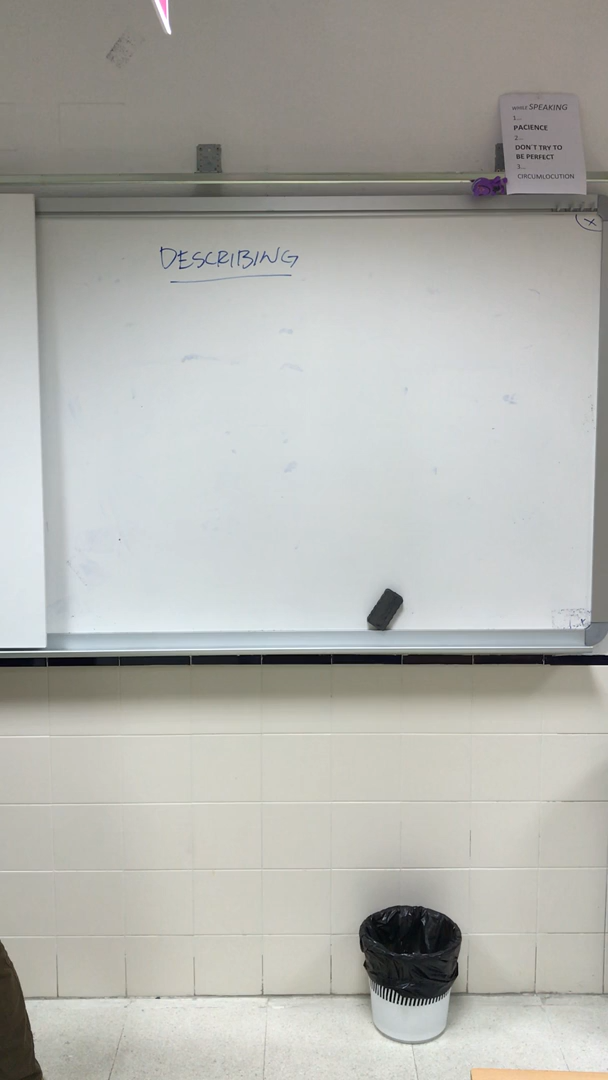 WHILE SPEAKING
1...
PACIENCE
2...
DON´T TRY TO
BE PERFECT
3...
CIRCUMLOCUTION
X
DESCRIBING